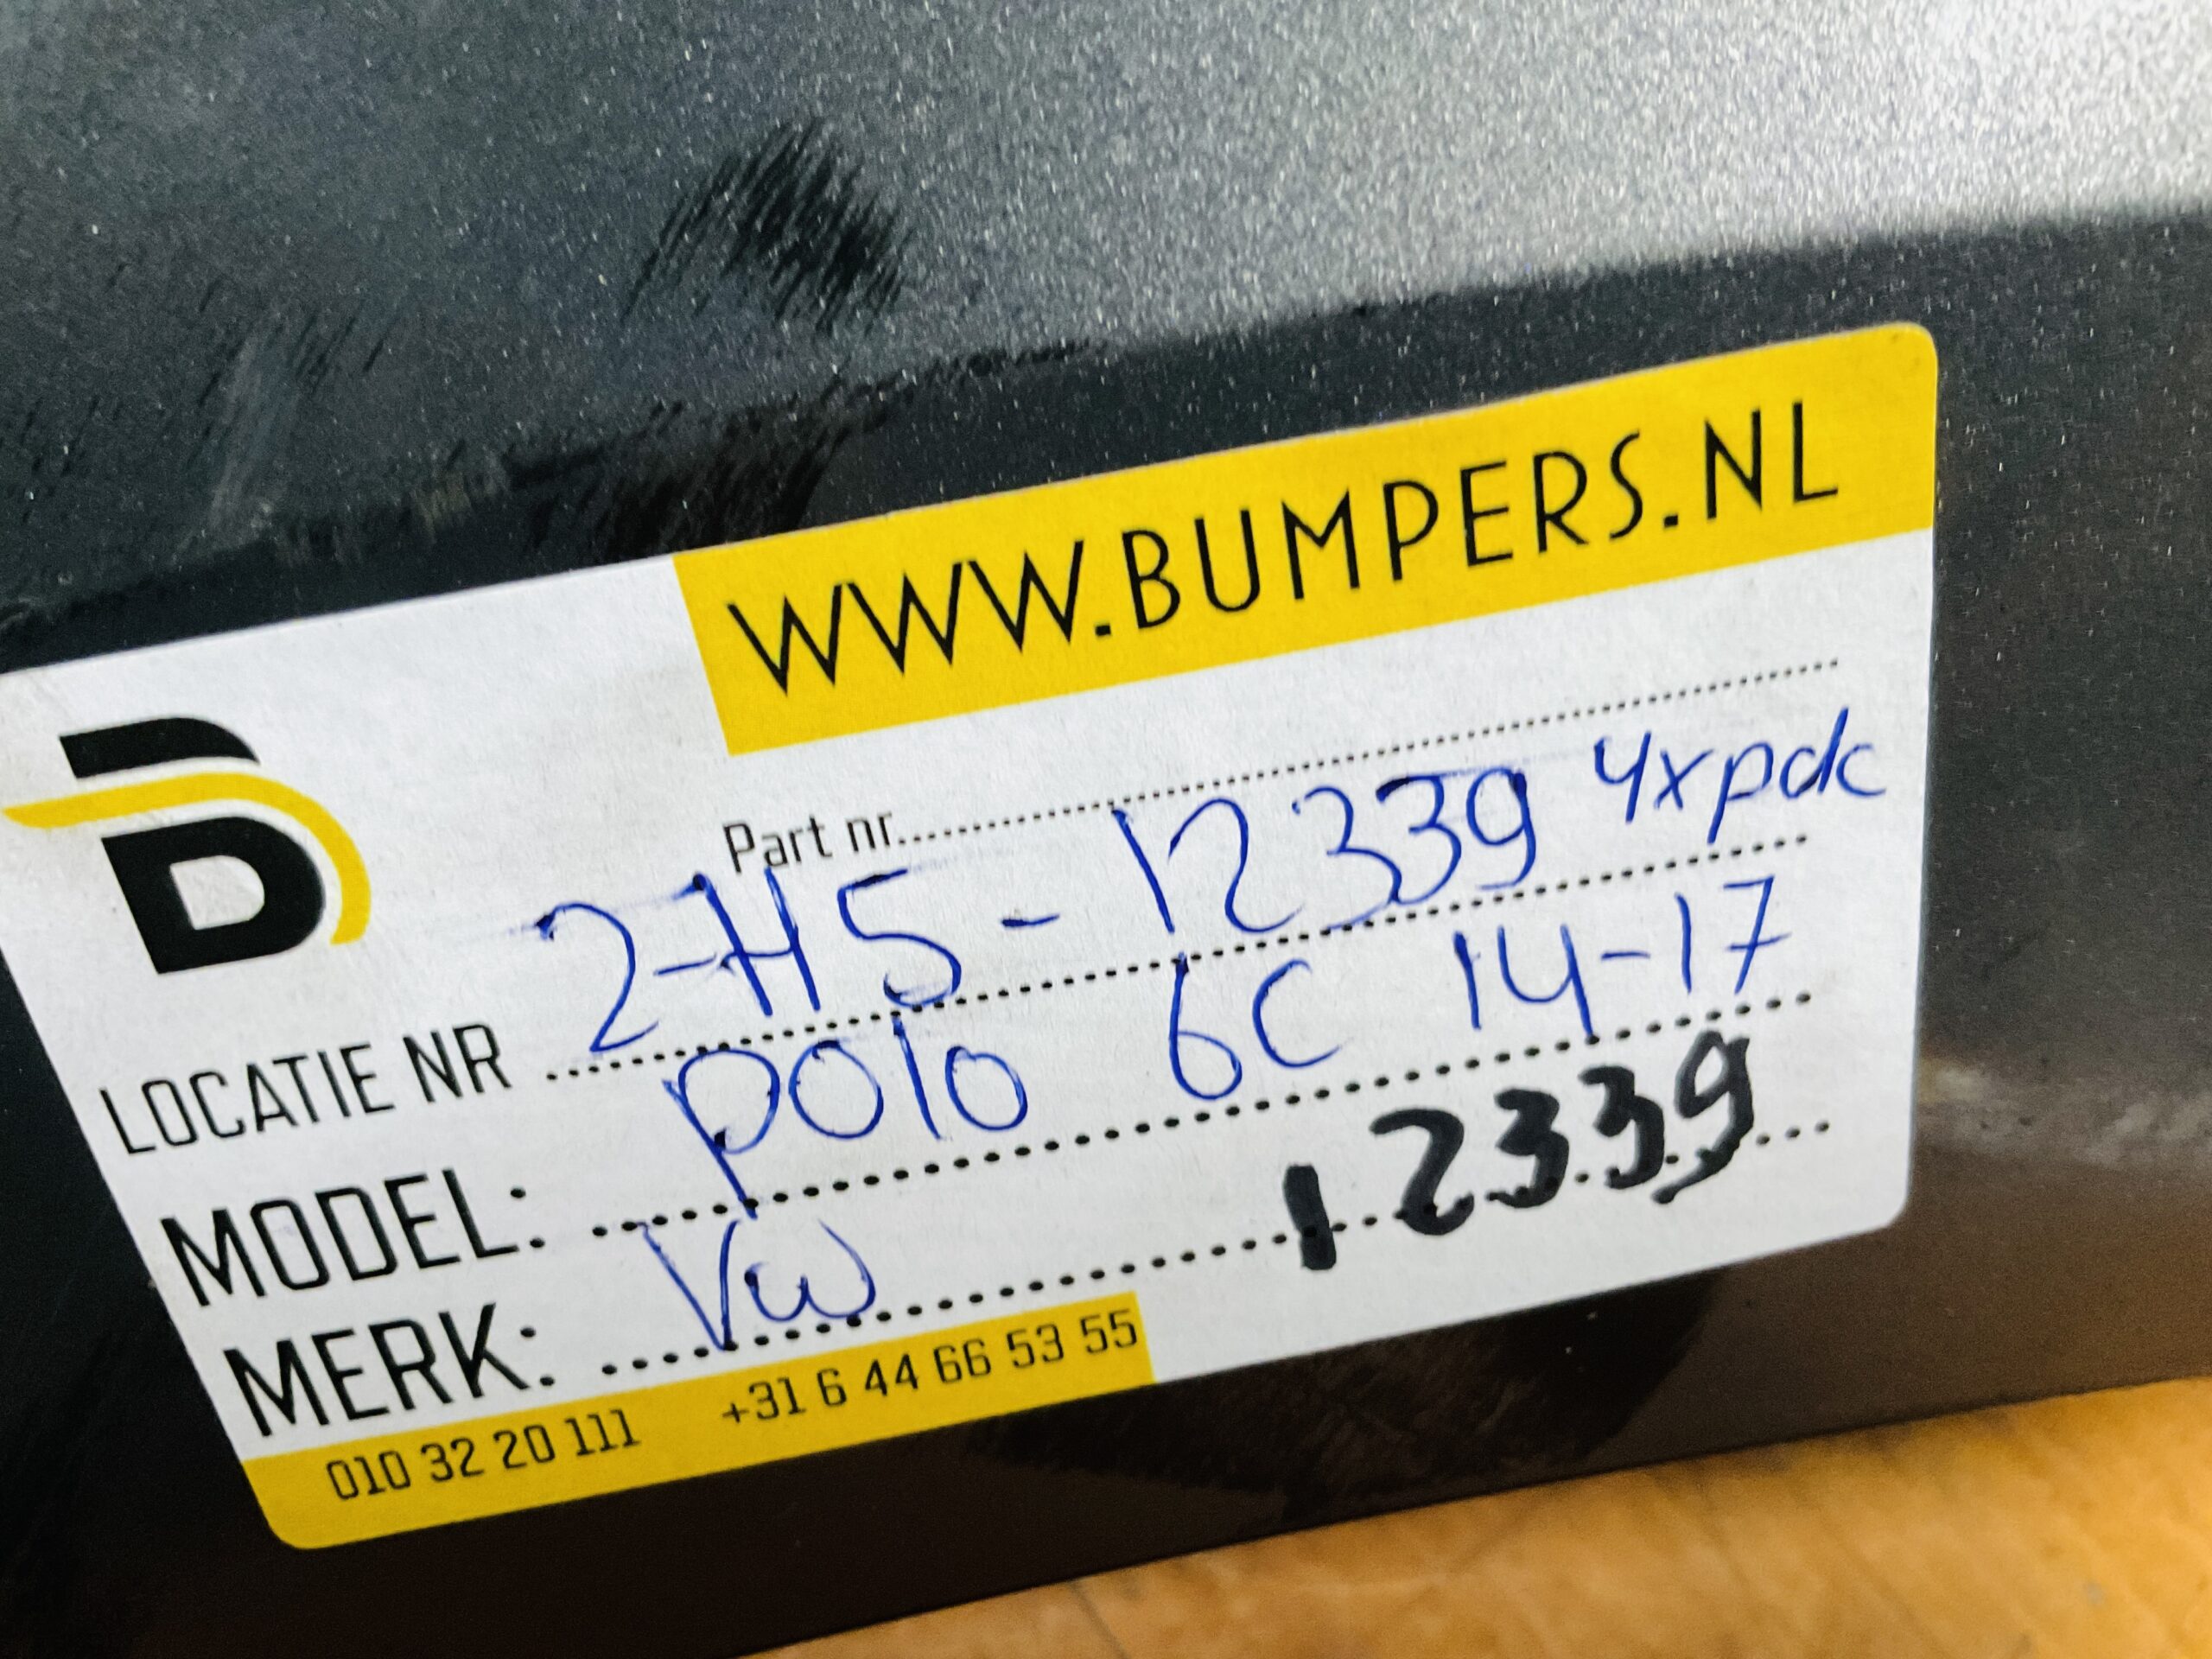 WWW.BUMPERS.NL
B
Part nr.
LOCATIE NR 2-H5-12339 4xpdc
MODEL: polo 6C 14-17
MERK: VW 12339
010 32 20 111 +31 6 44 66 53 55